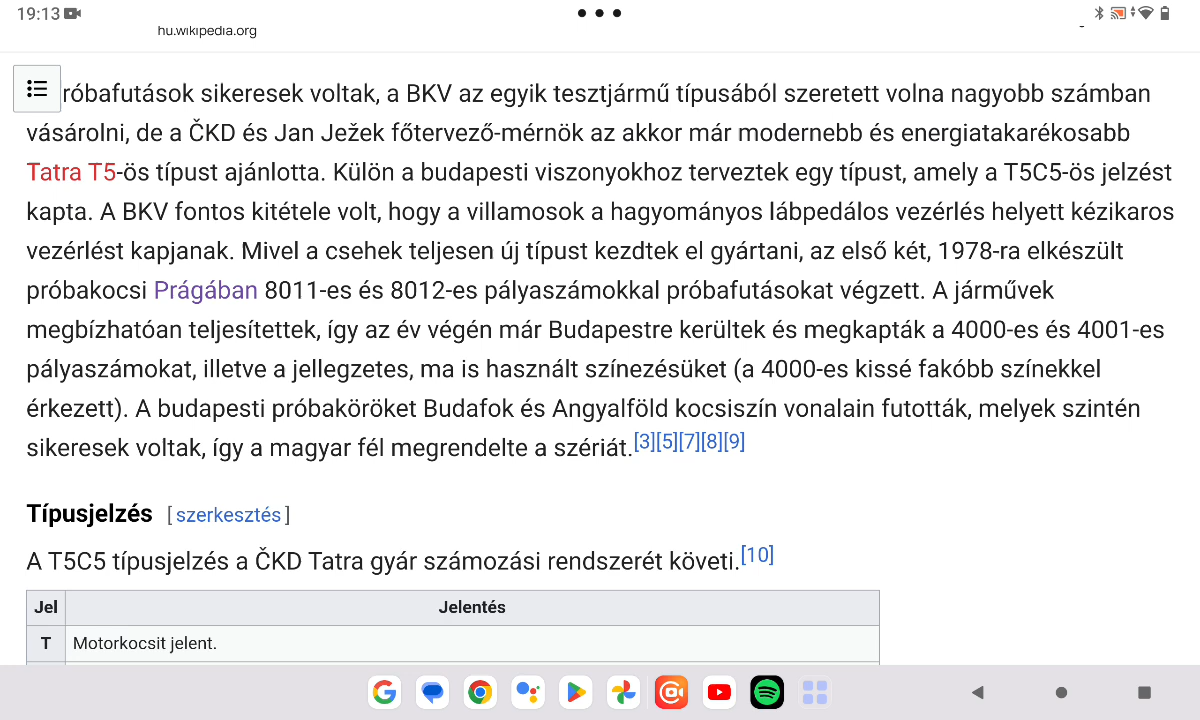 19:13
hu.wikipedia.org
róbafutások sikeresek voltak, a BKV az egyik tesztjármű típusából szeretett volna nagyobb számban
vásárolni, de a ČKD és Jan Ježek főtervező-mérnök az akkor már modernebb és energiatakarékosabb
Tatra T5-ös típust ajánlotta. Külön a budapesti viszonyokhoz terveztek egy típust, amely a T5C5-ös jelzést
kapta. A BKV fontos kitétele volt, hogy a villamosok a hagyományos lábpedálos vezérlés helyett kézikaros
vezérlést kapjanak. Mivel a csehek teljesen új típust kezdtek el gyártani, az első két, 1978-ra elkészült
próbakocsi Prágában 8011-es és 8012-es pályaszámokkal próbafutásokat végzett. A járművek
megbízhatóan teljesítettek, így az év végén már Budapestre kerültek és megkapták a 4000-es és 4001-es
pályaszámokat, illetve a jellegzetes, ma is használt színezésüket (a 4000-es kissé fakóbb színekkel
érkezett). A budapesti próbaköröket Budafok és Angyalföld kocsiszín vonalain futották, melyek szintén
sikeresek voltak, így a magyar fél megrendelte a szériát.[3][5][7][8][9]
Típusjelzés [szerkesztés]
A T5C5 típusjelzés a ČKD Tatra gyár számozási rendszerét követi.[10]
Jel Jelentés
T Motorkocsit jelent.